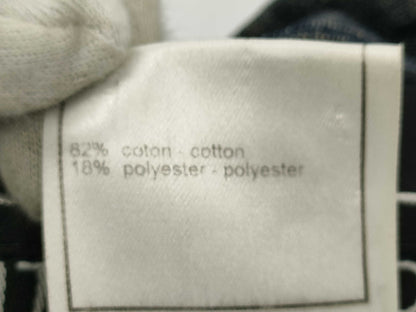 82% coton - cotton
18% polyester - polyester